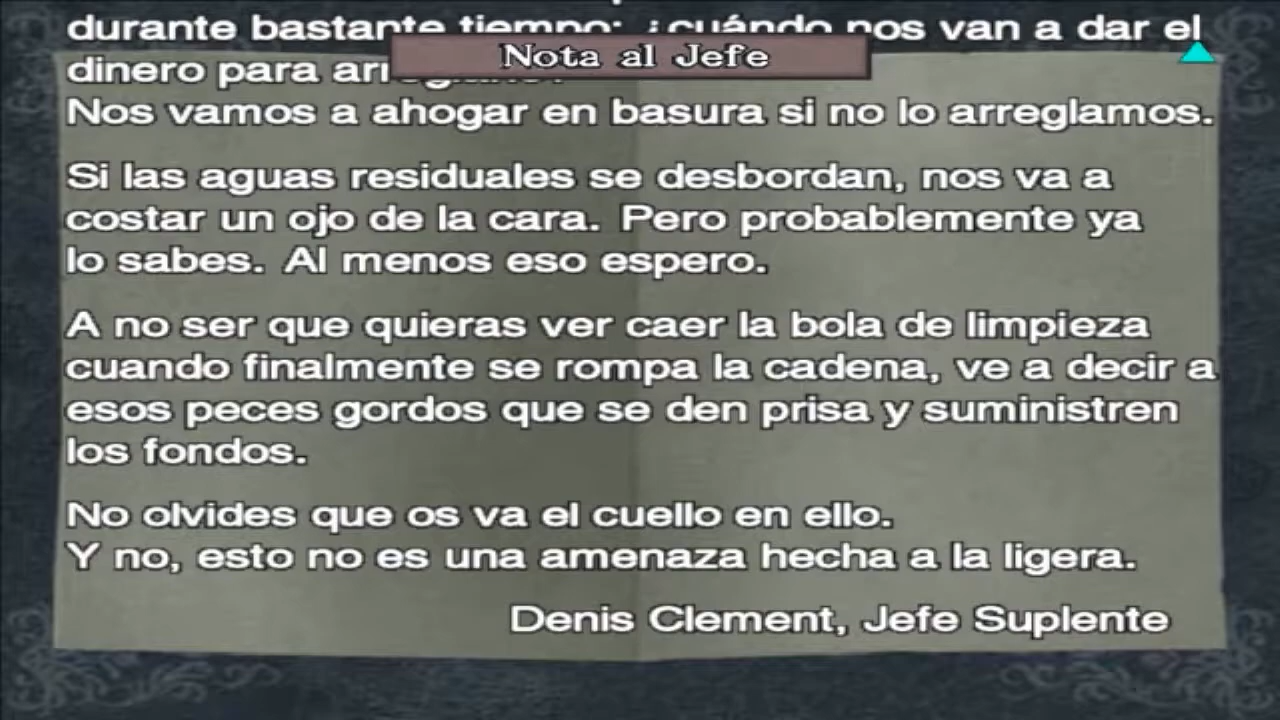 durante bastante tiempo: ¿cuándo nos van a dar el
Nota al Jefe
dinero para
Nos vamos a ahogar en basura si no lo arreglamos.
Si las aguas residuales se desbordan, nos va a
costar un ojo de la cara. Pero probablemente ya
lo sabes. Al menos eso espero.
A no ser que quieras ver caer la bola de limpieza
cuando finalmente se rompa la cadena, ve a decir a
esos peces gordos que se den prisa y suministren
los fondos.
No olvides que os va el cuello en ello.
Y no, esto no es una amenaza hecha a la ligera.
Denis Clement, Jefe Suplente